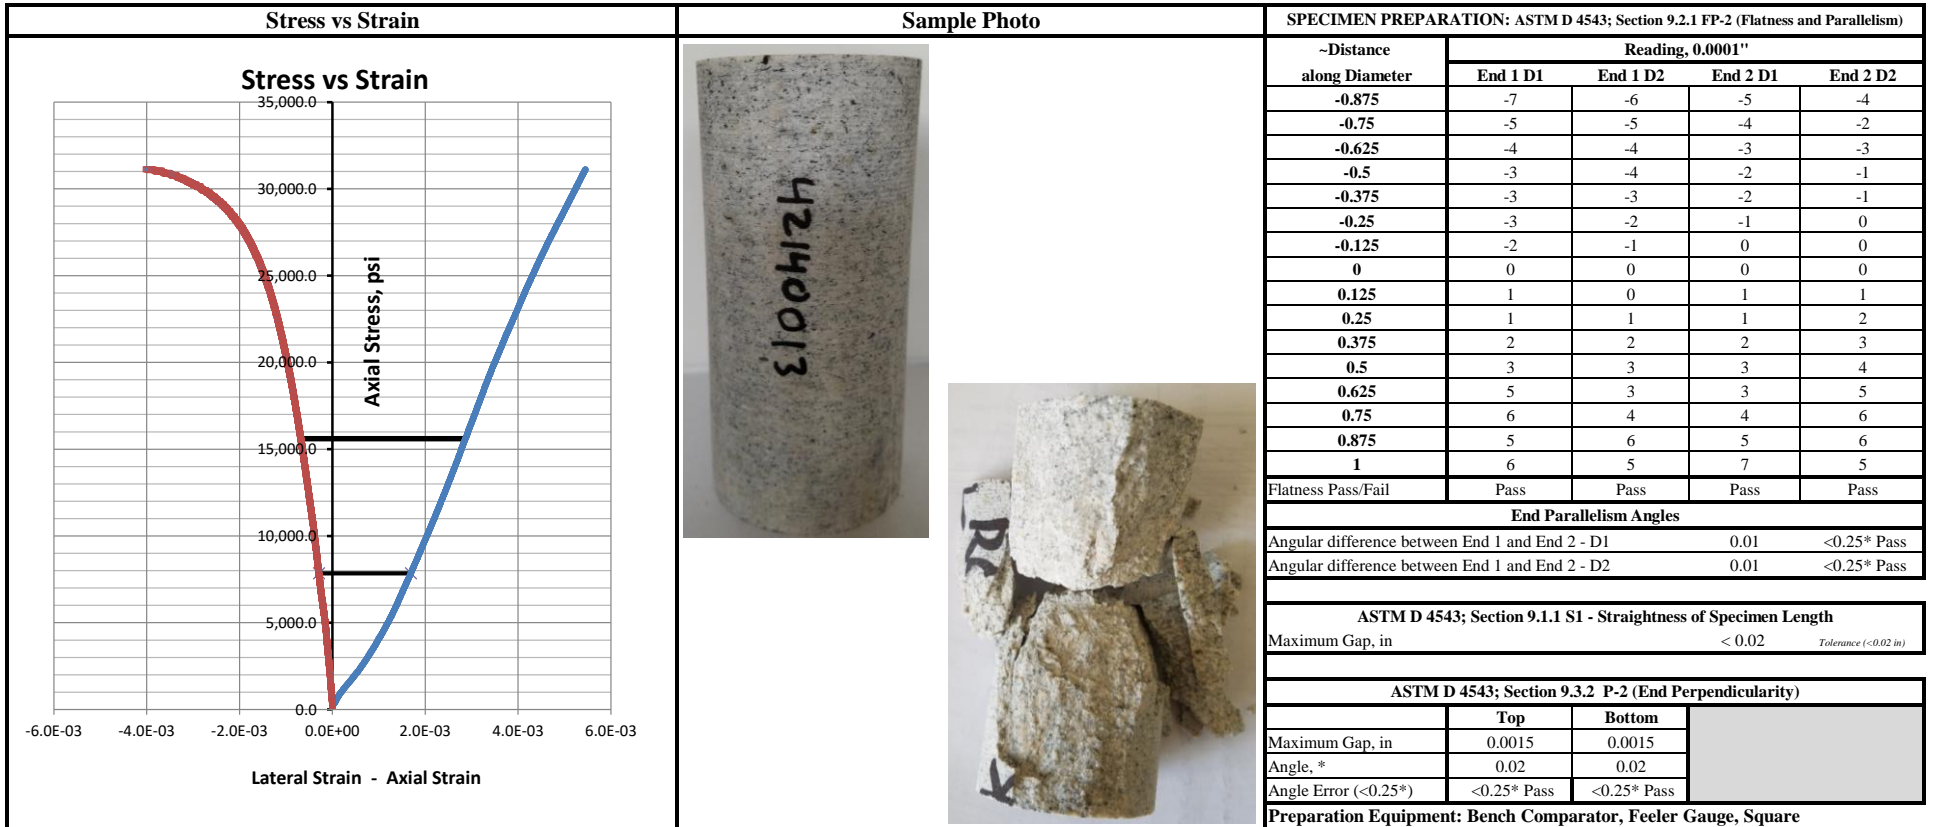 Stress vs Strain
Stress vs Strain
35,000.0
30,000.0
25,000.0
20,000.0
15,000.0
10,000.0
5,000.0
0.0
Axial Stress, psi
-6.0E-03 -4.0E-03 -2.0E-03 0.0E+00 2.0E-03 4.0E-03 6.0E-03
Lateral Strain - Axial Strain
Sample Photo
42140013
SPECIMEN PREPARATION: ASTM D 4543; Section 9.2.1 FP-2 (Flatness and Parallelism)
~Distance Reading, 0.0001"
along Diameter End 1 D1 End 1 D2 End 2 D1 End 2 D2
-0.875 -7 -6 -5 -4
-0.75 -5 -5 -4 -2
-0.625 -4 -4 -3 -3
-0.5 -3 -4 -2 -1
-0.375 -3 -3 -2 -1
-0.25 -3 -2 -1 0
-0.125 -2 -1 0 0
0 0 0 0 0
0.125 1 0 1 1
0.25 1 1 1 2
0.375 2 2 2 3
0.5 3 3 3 4
0.625 5 3 3 5
0.75 6 4 4 6
0.875 5 6 5 6
1 6 5 7 5
Flatness Pass/Fail Pass Pass Pass Pass
End Parallelism Angles
Angular difference between End 1 and End 2 - D1 0.01 <0.25* Pass
Angular difference between End 1 and End 2 - D2 0.01 <0.25* Pass
ASTM D 4543; Section 9.1.1 S1 - Straightness of Specimen Length
Maximum Gap, in < 0.02 Tolerance (<0.02 in)
ASTM D 4543; Section 9.3.2 P-2 (End Perpendicularity)
Top Bottom
Maximum Gap, in 0.0015 0.0015
Angle, * 0.02 0.02
Angle Error (<0.25*) <0.25* Pass <0.25* Pass
Preparation Equipment: Bench Comparator, Feeler Gauge, Square